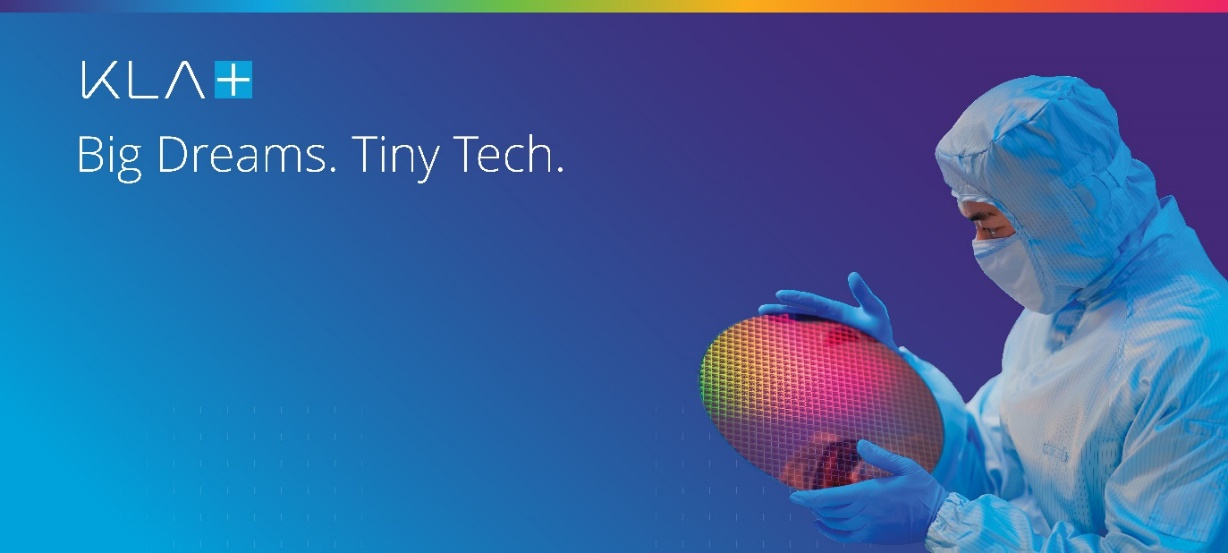 KLA+
Big Dreams. Tiny Tech.